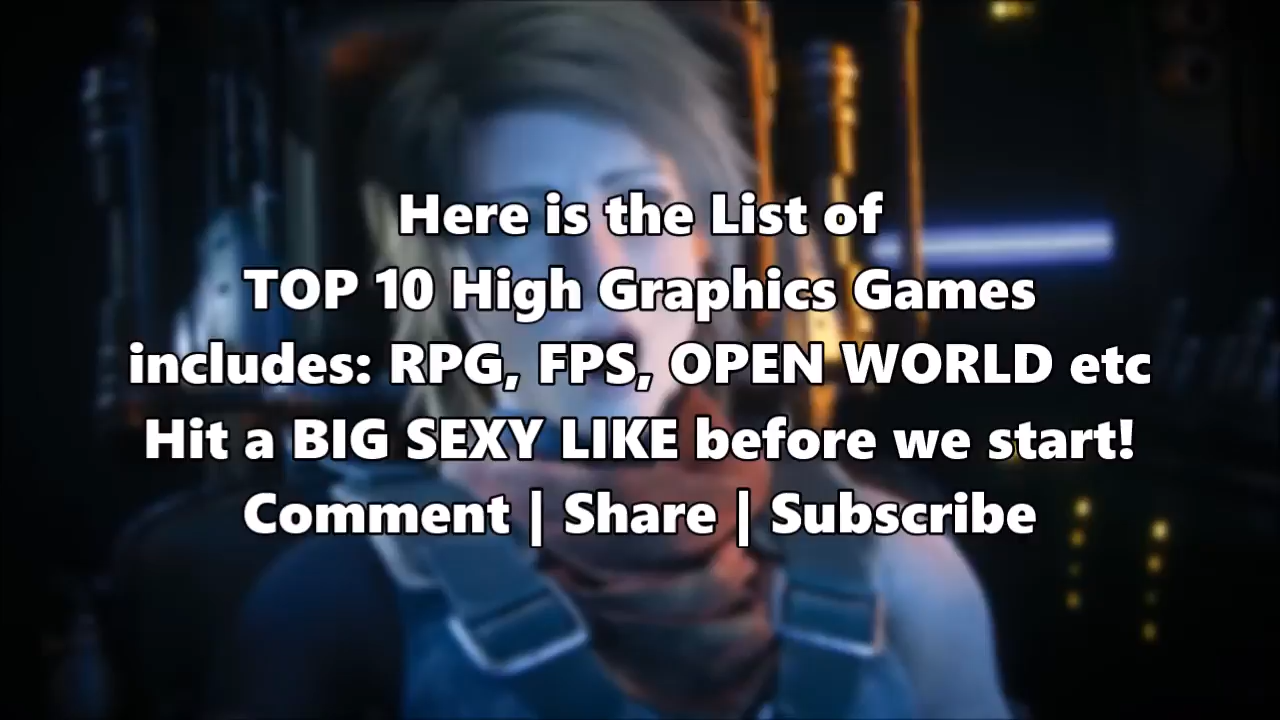 Here is the List of
TOP 10 High Graphics Games
includes: RPG, FPS, OPEN WORLD etc
Hit a BIG SEXY LIKE before we start!
Comment | Share | Subscribe